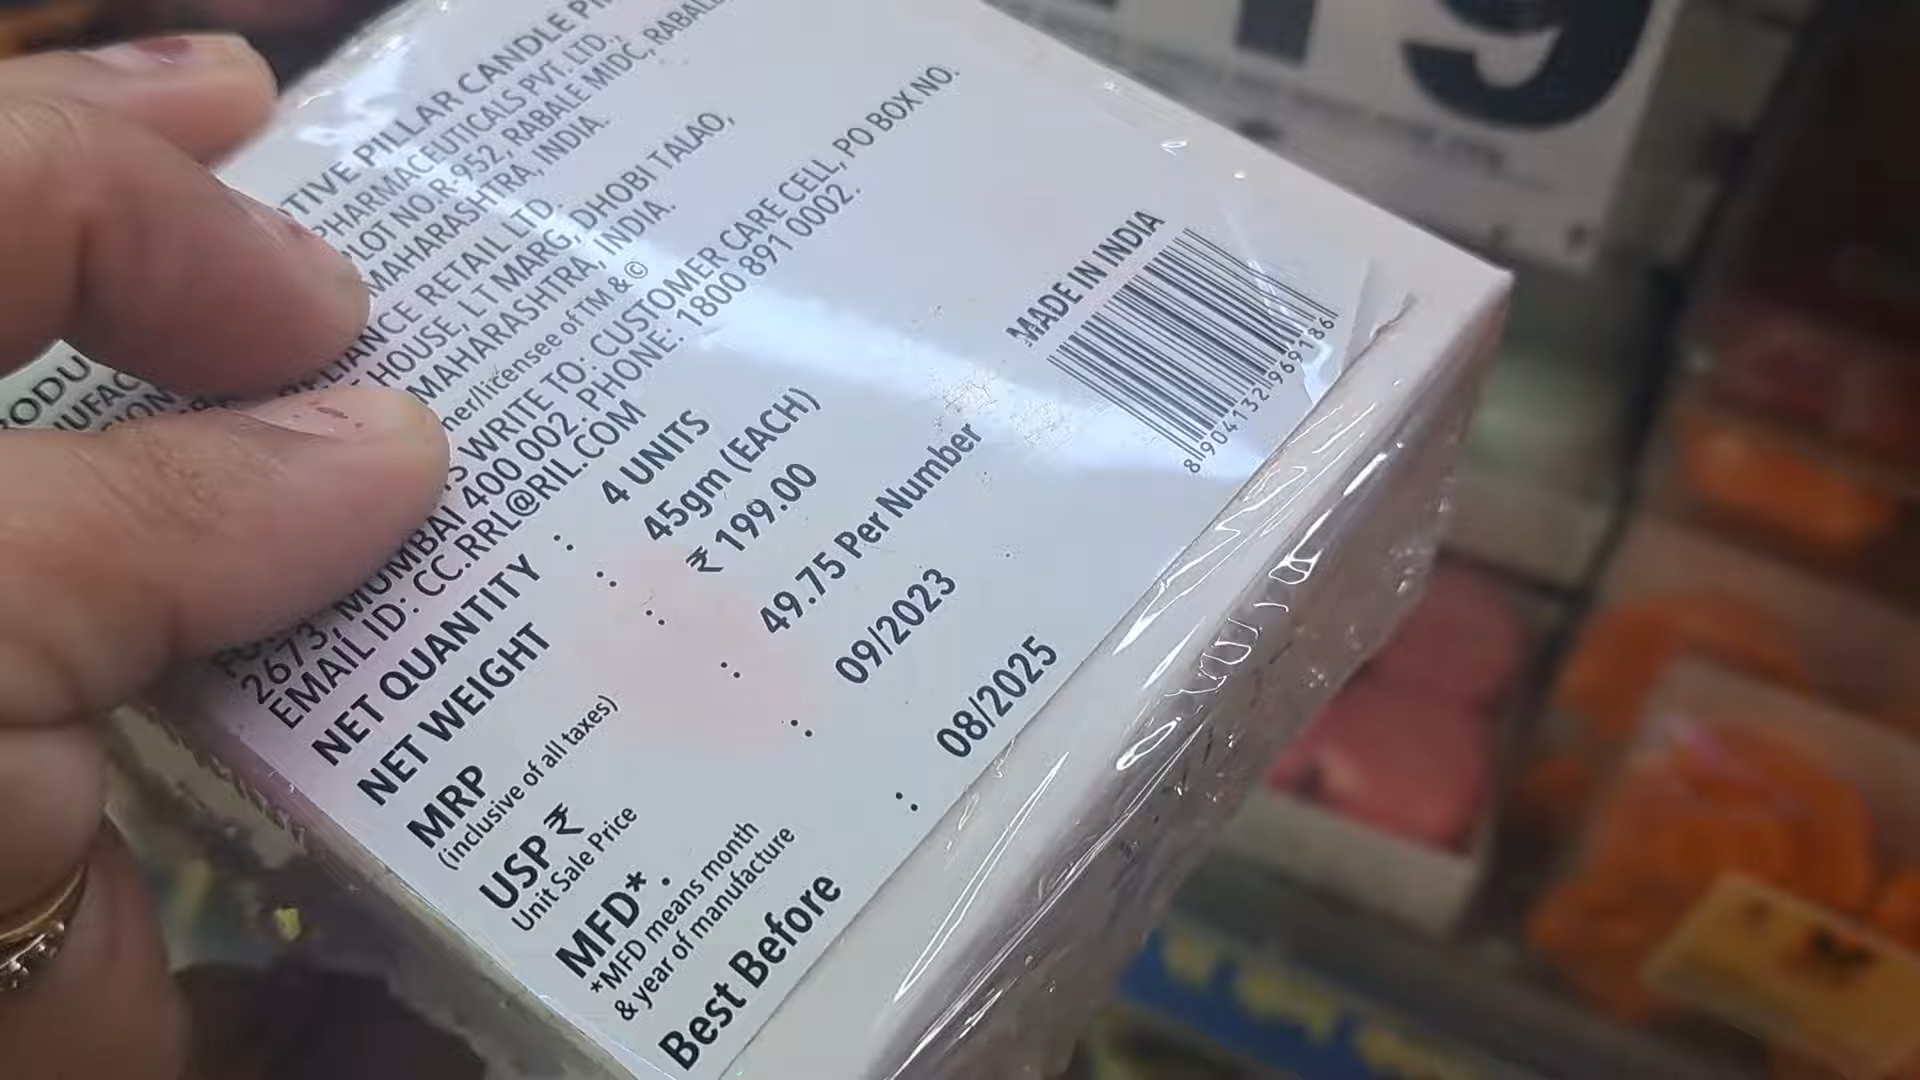 19
TIVE PILLAR CANDLE
PHARMACEUTICALS PVT. LTD.,
LOT NO.R-952, RABALE MIDC,
MAHARASHTRA, INDIA.
RELIANCE RETAIL LTD
HOUSE, LT MARG, DHOBI TALAO,
MAHARASHTRA, INDIA.
ner/licensee of TM & ©
WRITE TO: CUSTOMER CARE CELL, PO BOX NO.
2673, MUMBAI 400 002. PHONE: 1800 891 0002.
EMAIL ID: CC.RRL@RIL.COM
NET QUANTITY : 4 UNITS
NET WEIGHT : 45gm (EACH)
MRP : ₹ 199.00
(inclusive of all taxes)
USP ₹ : 49.75 Per Number
Unit Sale Price
MFD*. : 09/2023
*MFD means month
& year of manufacture
Best Before : 08/2025
MADE IN INDIA
8 904132 969186